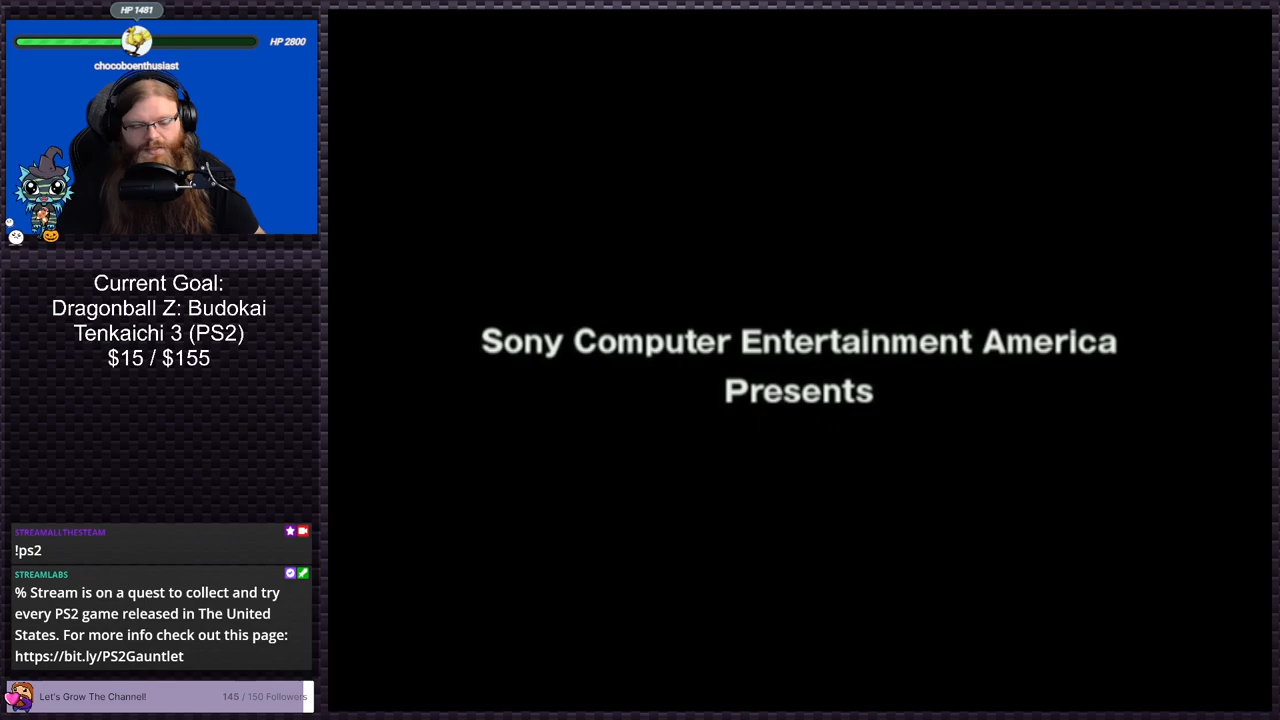 HP 1481
HP 2800
chocoboenthusiast
Current Goal:
Dragonball Z: Budokai
Tenkaichi 3 (PS2)
$15 / $155
Sony Computer Entertainment America
Presents
STREAMALLTHESTEAM
!ps2
STREAMLABS
% Stream is on a quest to collect and try
every PS2 game released in The United
States. For more info check out this page:
https://bit.ly/PS2Gauntlet
Let's Grow The Channel!
145 / 150 Followers